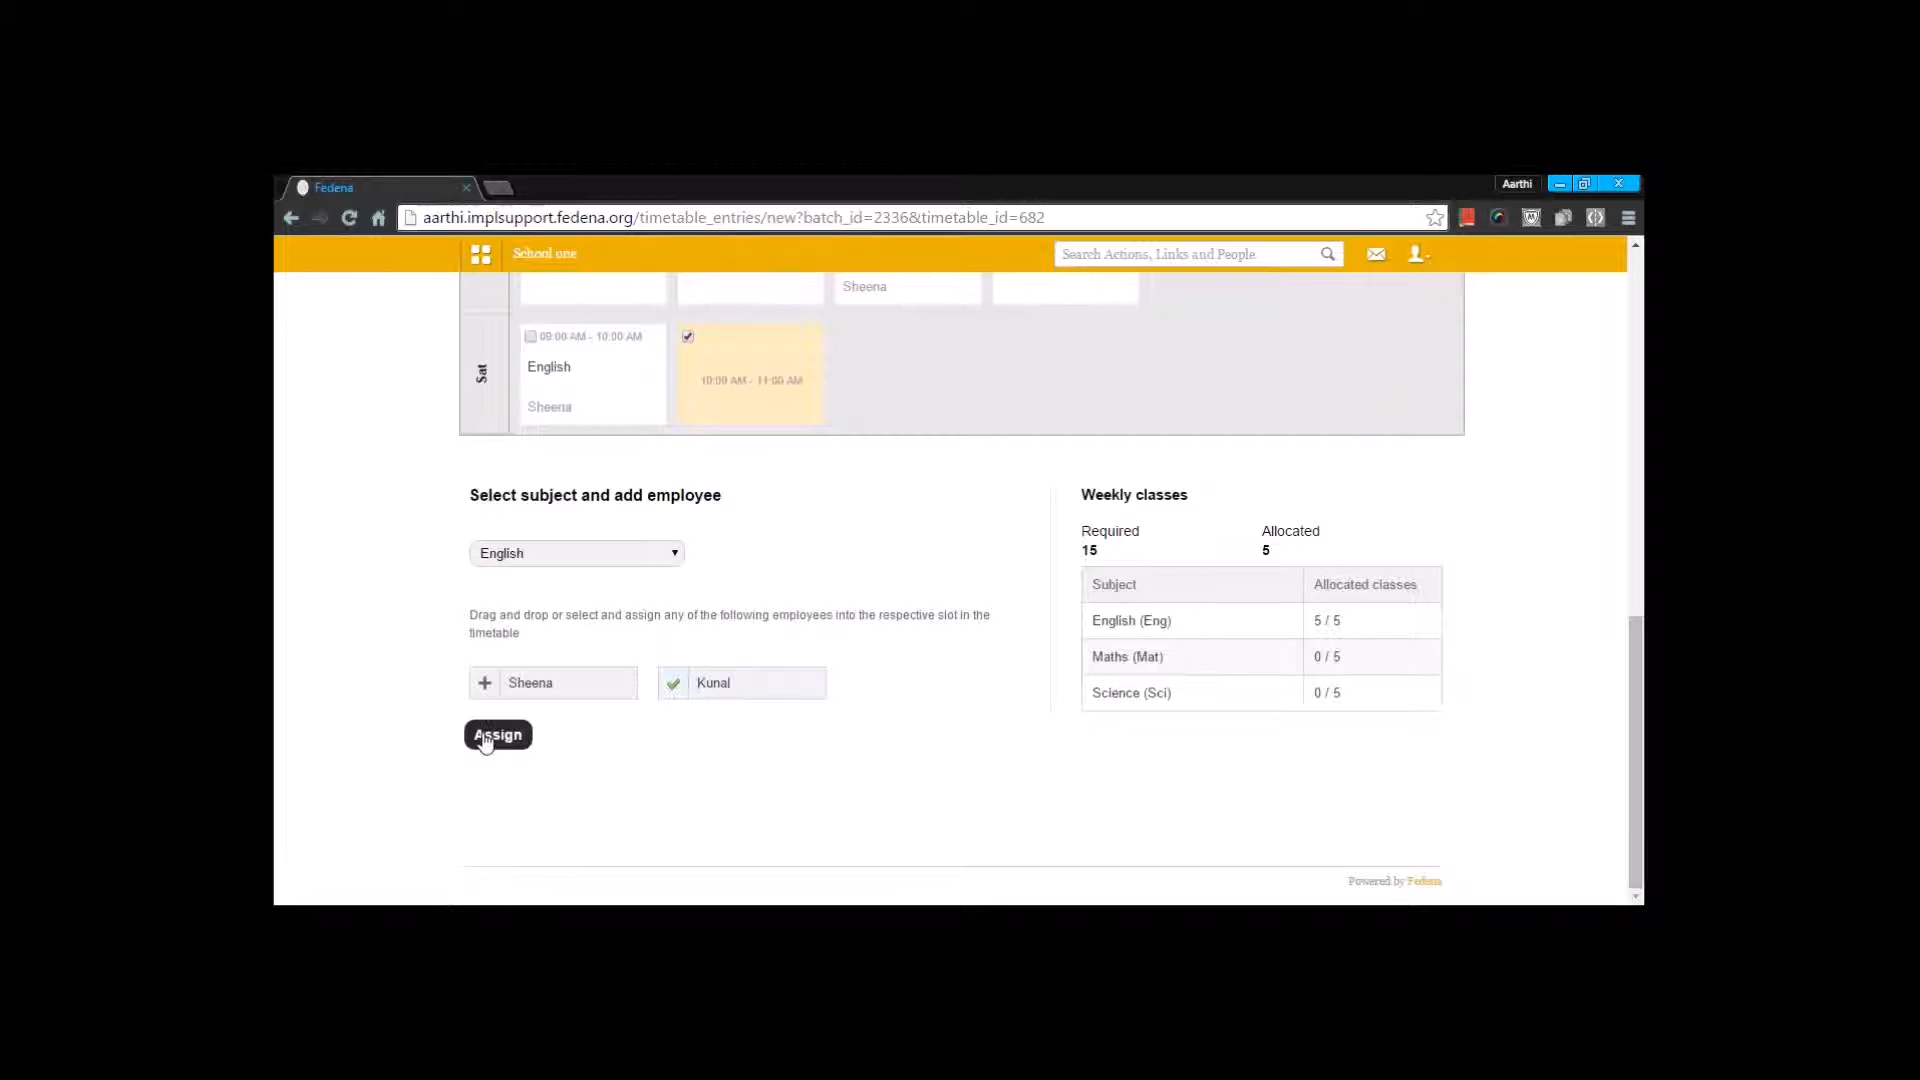 Fedena
Aarthi
aarthi.implsupport.fedena.org/timetable_entries/new?batch_id=2336&timetable_id=682
School one
Search Actions, Links and People
Sheena
Sat
09:00 AM - 10:00 AM
English
Sheena
10:00 AM - 11:00 AM
Select subject and add employee
English
Drag and drop or select and assign any of the following employees into the respective slot in the
timetable
Sheena
Kunal
Assign
Weekly classes
Required
Allocated
15
5
Subject
Allocated classes
English (Eng)
5 / 5
Maths (Mat)
0 / 5
Science (Sci)
0 / 5
Powered by Fedena